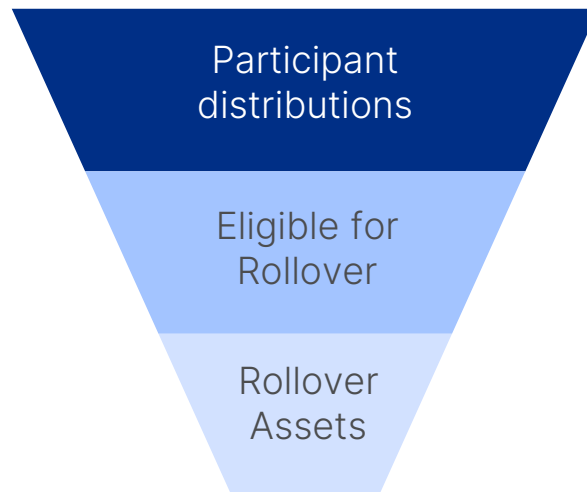 Participant
distributions
Eligible for
Rollover
Rollover
Assets